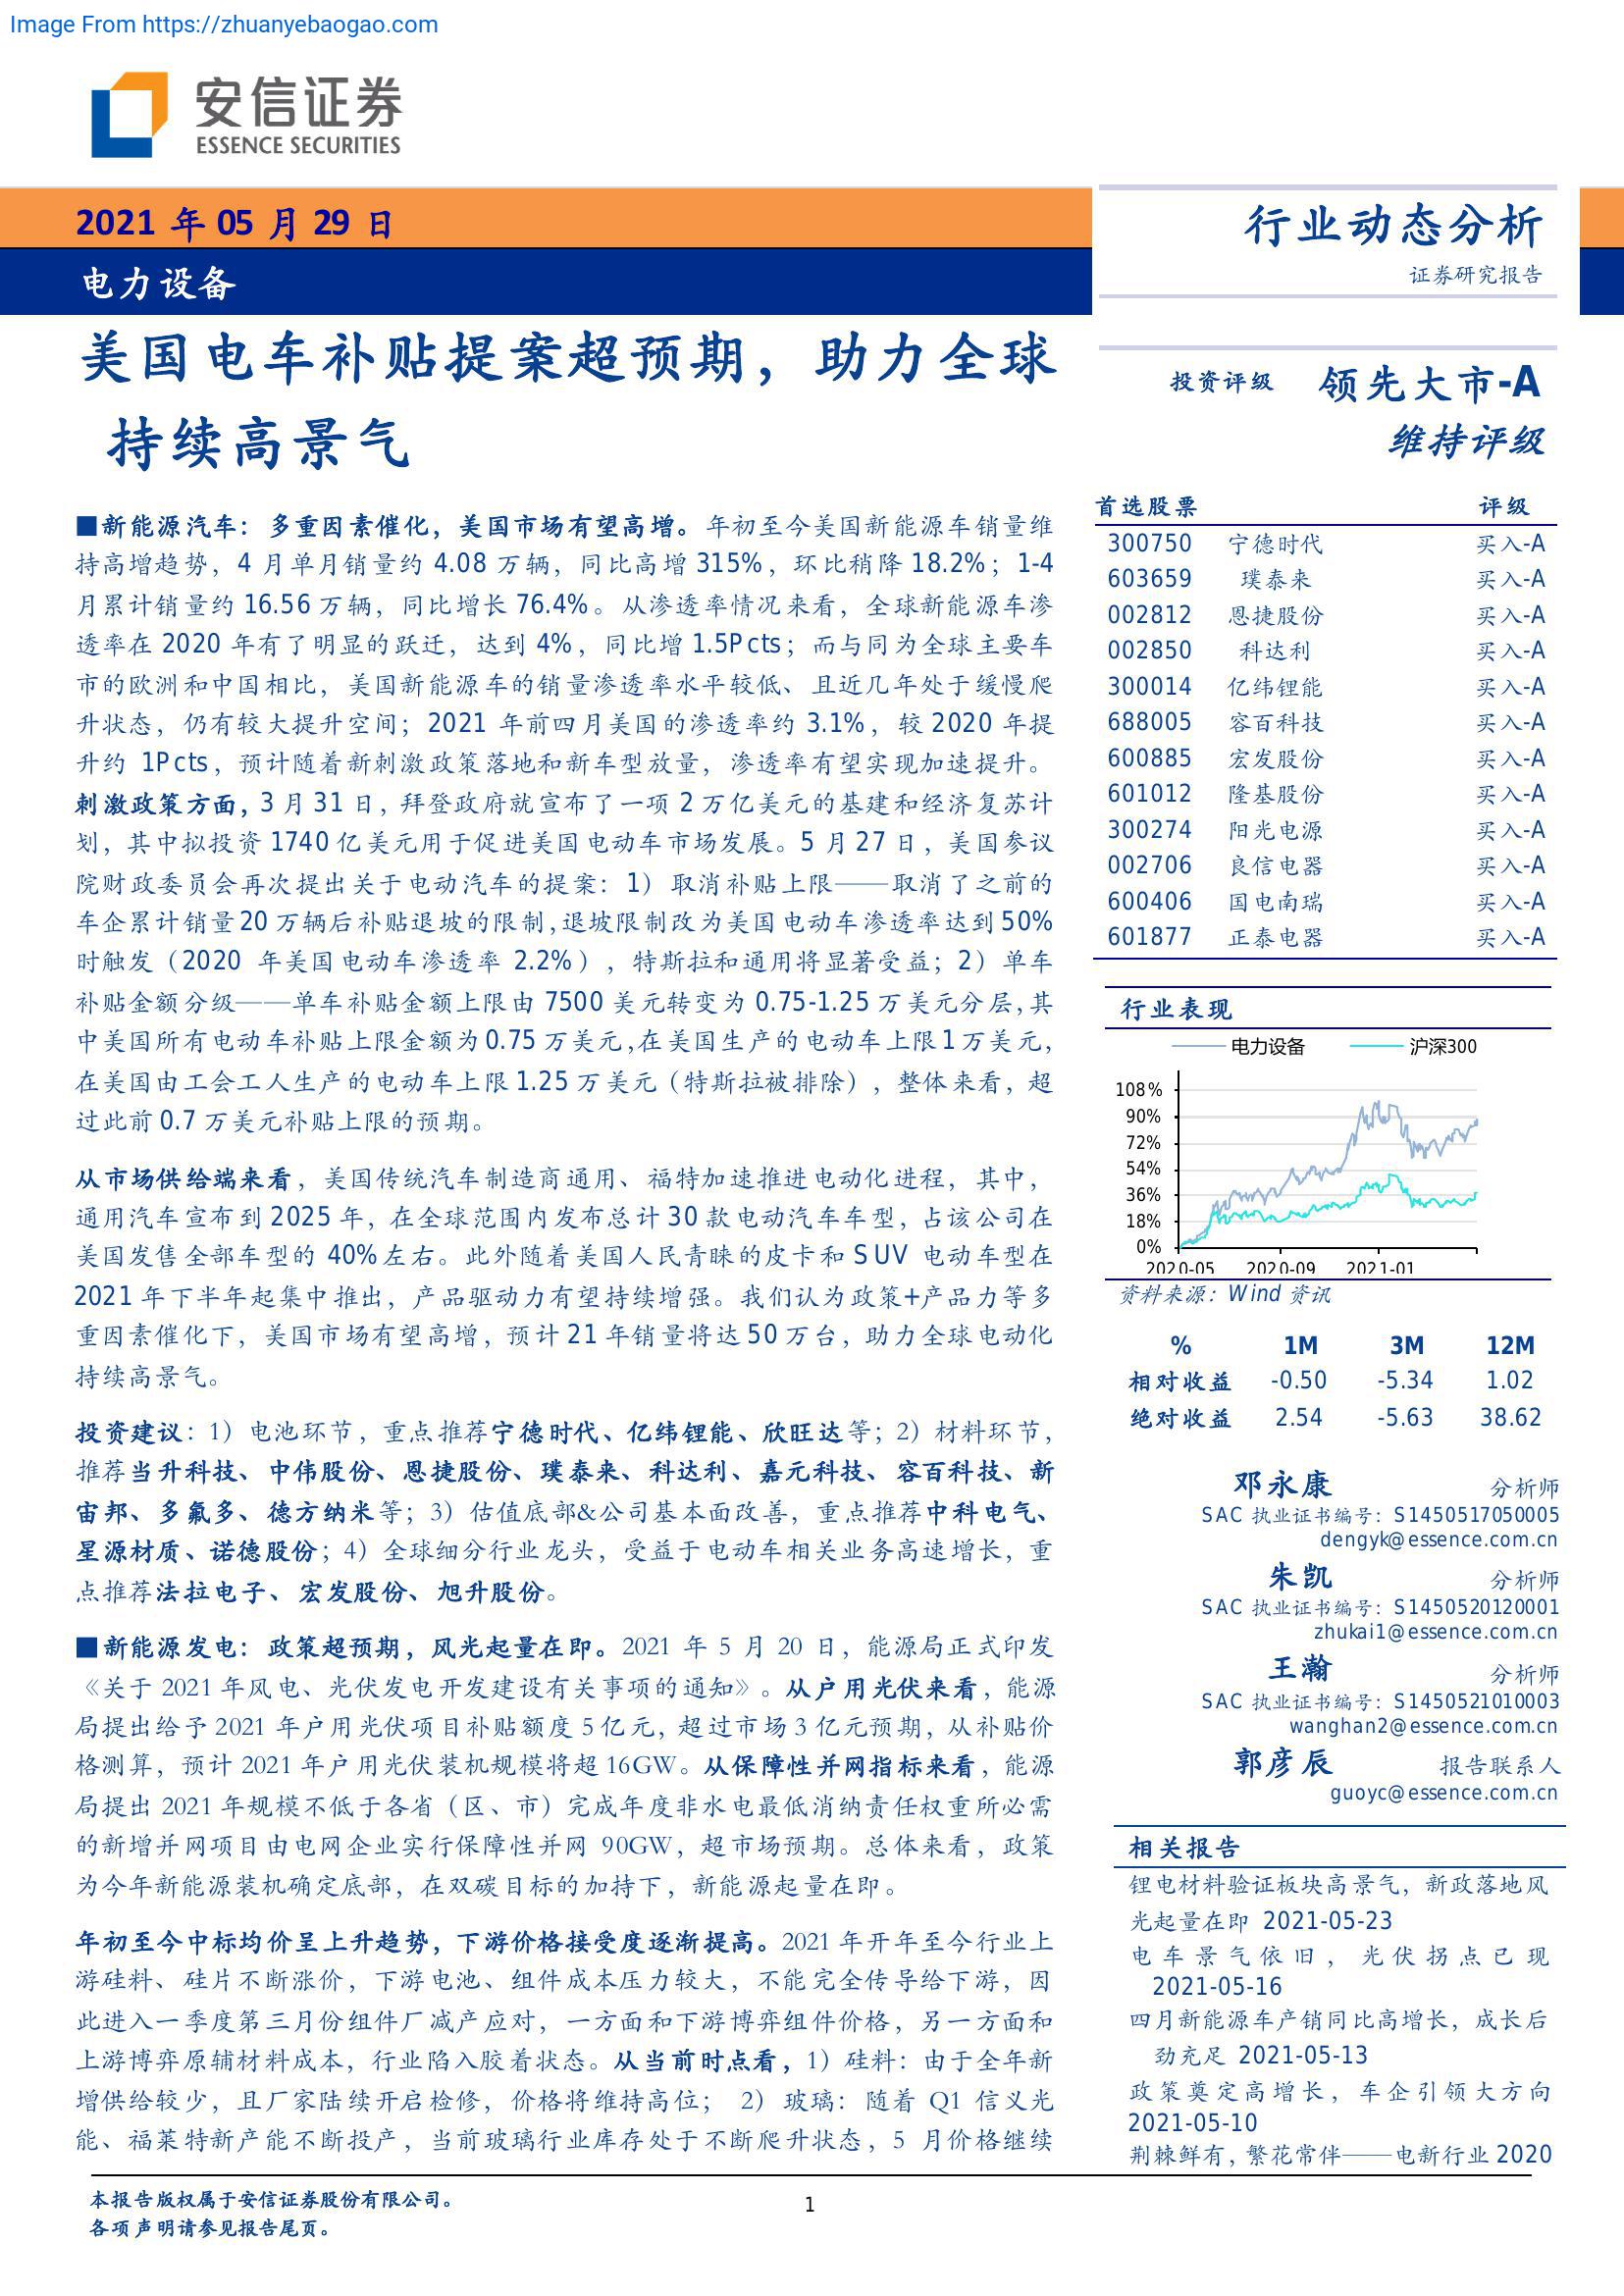 Image From https://zhuanyebaogao.com
安信证券
ESSENCE SECURITIES
2021 年 05 月 29 日
电力设备
行业动态分析
证券研究报告
美国电车补贴提案超预期，助力全球
持续高景气
■新能源汽车：多重因素催化，美国市场有望高增。年初至今美国新能源车销量维
持高增趋势，4 月单月销量约 4.08 万辆，同比高增 315%，环比稍降 18.2%；1-4
月累计销量约 16.56 万辆，同比增长 76.4%。从渗透率情况来看，全球新能源车渗
透率在 2020 年有了明显的跃迁，达到 4%，同比增 1.5Pcts；而与同为全球主要车
市的欧洲和中国相比，美国新能源车的销量渗透率水平较低、且近几年处于缓慢爬
升状态，仍有较大提升空间；2021 年前四月美国的渗透率约 3.1%，较 2020 年提
升约 1Pcts，预计随着新刺激政策落地和新车型放量，渗透率有望实现加速提升。
刺激政策方面，3 月 31 日，拜登政府就宣布了一项 2 万亿美元的基建和经济复苏计
划，其中拟投资 1740 亿美元用于促进美国电动车市场发展。5 月 27 日，美国参议
院财政委员会再次提出关于电动汽车的提案：1）取消补贴上限——取消了之前的
车企累计销量 20 万辆后补贴退坡的限制,退坡限制改为美国电动车渗透率达到 50%
时触发（2020 年美国电动车渗透率 2.2%），特斯拉和通用将显著受益；2）单车
补贴金额分级——单车补贴金额上限由 7500 美元转变为 0.75-1.25 万美元分层,其
中美国所有电动车补贴上限金额为 0.75 万美元,在美国生产的电动车上限 1 万美元,
在美国由工会工人生产的电动车上限 1.25 万美元（特斯拉被排除），整体来看，超
过此前 0.7 万美元补贴上限的预期。
从市场供给端来看，美国传统汽车制造商通用、福特加速推进电动化进程，其中，
通用汽车宣布到 2025 年，在全球范围内发布总计 30 款电动汽车车型，占该公司在
美国发售全部车型的 40%左右。此外随着美国人民青睐的皮卡和 SUV 电动车型在
2021 年下半年起集中推出，产品驱动力有望持续增强。我们认为政策+产品力等多
重因素催化下，美国市场有望高增，预计 21 年销量将达 50 万台，助力全球电动化
持续高景气。
投资建议：1）电池环节，重点推荐宁德时代、亿纬锂能、欣旺达等；2）材料环节，
推荐当升科技、中伟股份、恩捷股份、璞泰来、科达利、嘉元科技、容百科技、新
宙邦、多氟多、德方纳米等；3）估值底部&公司基本面改善，重点推荐中科电气、
星源材质、诺德股份；4）全球细分行业龙头，受益于电动车相关业务高速增长，重
点推荐法拉电子、宏发股份、旭升股份。
■新能源发电：政策超预期，风光起量在即。2021 年 5 月 20 日，能源局正式印发
《关于 2021 年风电、光伏发电开发建设有关事项的通知》。从户用光伏来看，能源
局提出给予 2021 年户用光伏项目补贴额度 5 亿元，超过市场 3 亿元预期，从补贴价
格测算，预计 2021 年户用光伏装机规模将超 16GW。从保障性并网指标来看，能源
局提出 2021 年规模不低于各省（区、市）完成年度非水电最低消纳责任权重所必需
的新增并网项目由电网企业实行保障性并网 90GW，超市场预期。总体来看，政策
为今年新能源装机确定底部，在双碳目标的加持下，新能源起量在即。
年初至今中标均价呈上升趋势，下游价格接受度逐渐提高。2021 年开年至今行业上
游硅料、硅片不断涨价，下游电池、组件成本压力较大，不能完全传导给下游，因
此进入一季度第三月份组件厂减产应对，一方面和下游博弈组件价格，另一方面和
上游博弈原辅材料成本，行业陷入胶着状态。从当前时点看，1）硅料：由于全年新
增供给较少，且厂家陆续开启检修，价格将维持高位； 2）玻璃：随着 Q1 信义光
能、福莱特新产能不断投产，当前玻璃行业库存处于不断爬升状态，5 月价格继续
投资评级 领先大市-A
维持评级
首选股票 评级
300750 宁德时代 买入-A
603659 璞泰来 买入-A
002812 恩捷股份 买入-A
002850 科达利 买入-A
300014 亿纬锂能 买入-A
688005 容百科技 买入-A
600885 宏发股份 买入-A
601012 隆基股份 买入-A
300274 阳光电源 买入-A
002706 良信电器 买入-A
600406 国电南瑞 买入-A
601877 正泰电器 买入-A
行业表现
电力设备 沪深300
108%
90%
72%
54%
36%
18%
0%
2020-05 2020-09 2021-01
资料来源：Wind 资讯
% 1M 3M 12M
相对收益 -0.50 -5.34 1.02
绝对收益 2.54 -5.63 38.62
邓永康 分析师
SAC 执业证书编号：S1450517050005
dengyk@essence.com.cn
朱凯 分析师
SAC 执业证书编号：S1450520120001
zhukai1@essence.com.cn
王瀚 分析师
SAC 执业证书编号：S1450521010003
wanghan2@essence.com.cn
郭彦辰 报告联系人
guoyc@essence.com.cn
相关报告
锂电材料验证板块高景气，新政落地风
光起量在即 2021-05-23
电车景气依旧，光伏拐点已现
2021-05-16
四月新能源车产销同比高增长，成长后
劲充足 2021-05-13
政策奠定高增长，车企引领大方向
2021-05-10
荆棘鲜有,繁花常伴——电新行业 2020
本报告版权属于安信证券股份有限公司。
各项声明请参见报告尾页。
1